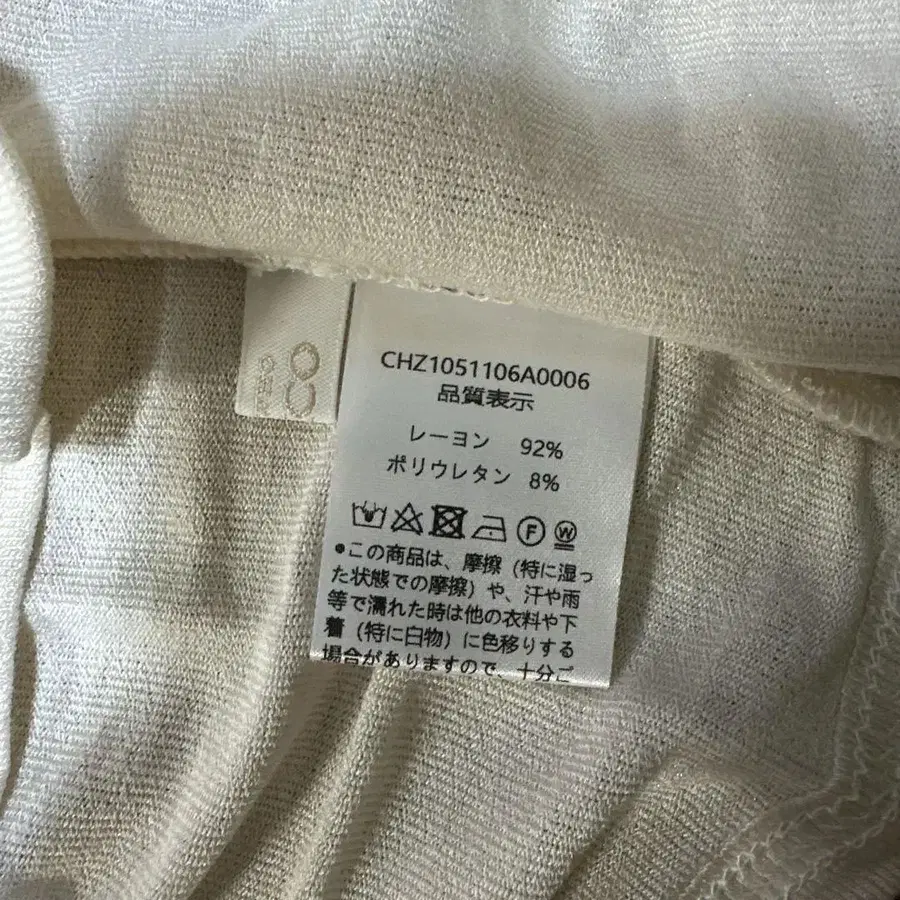 CHZ1051106A0006
品質表示
レーヨン 92%
ポリウレタン 8%
F W
•この商品は、摩擦(特に湿っ
た状態での摩擦)や、汗や雨
等で濡れた時は他の衣料や下
着(特に白物)に色移りする
場合がありますので、十分ご